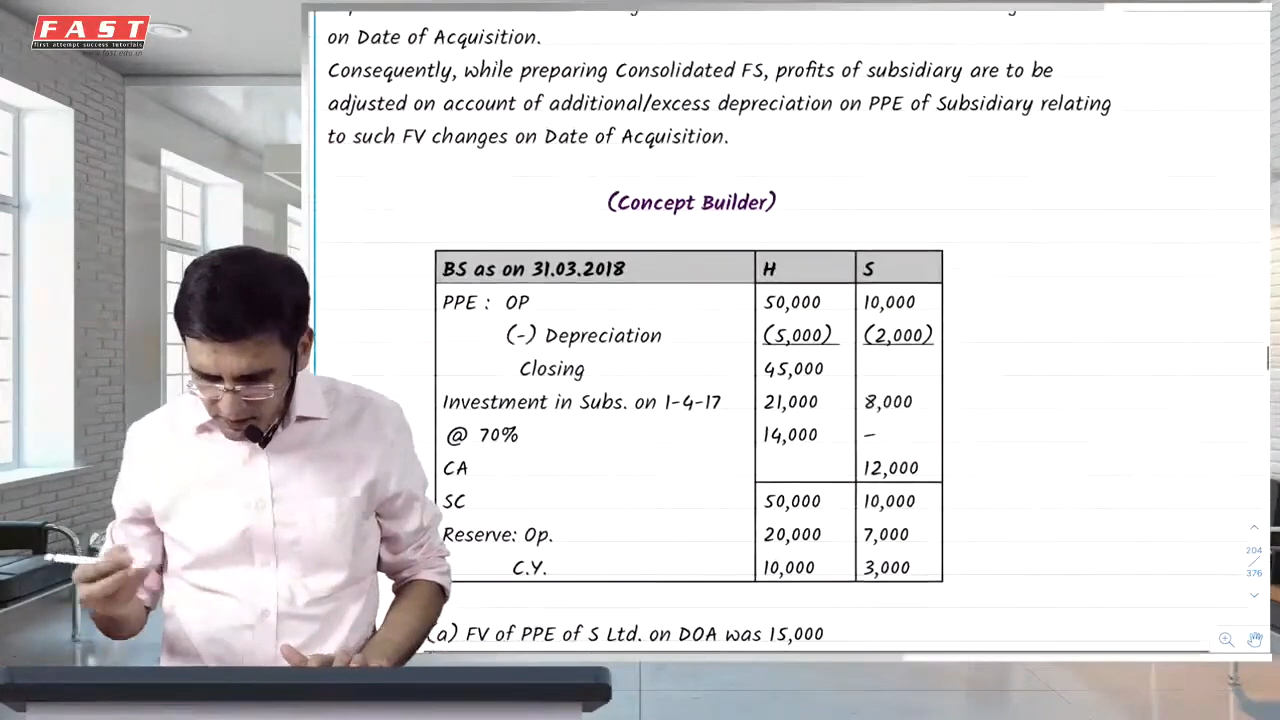 FAST
first attempt success tutorials
www.fast.edu.in
on Date of Acquisition.
Consequently, while preparing Consolidated FS, profits of subsidiary are to be
adjusted on account of additional/excess depreciation on PPE of Subsidiary relating
to such FV changes on Date of Acquisition.
(Concept Builder)
BS as on 31.03.2018 H S
PPE : OP 50,000 10,000
(-) Depreciation (5,000) (2,000)
Closing 45,000
Investment in Subs. on 1-4-17 21,000 8,000
@ 70% 14,000 –
CA 12,000
SC 50,000 10,000
Reserve: Op. 20,000 7,000
C.Y. 10,000 3,000
(a) FV of PPE of S Ltd. on DOA was 15,000
204
376